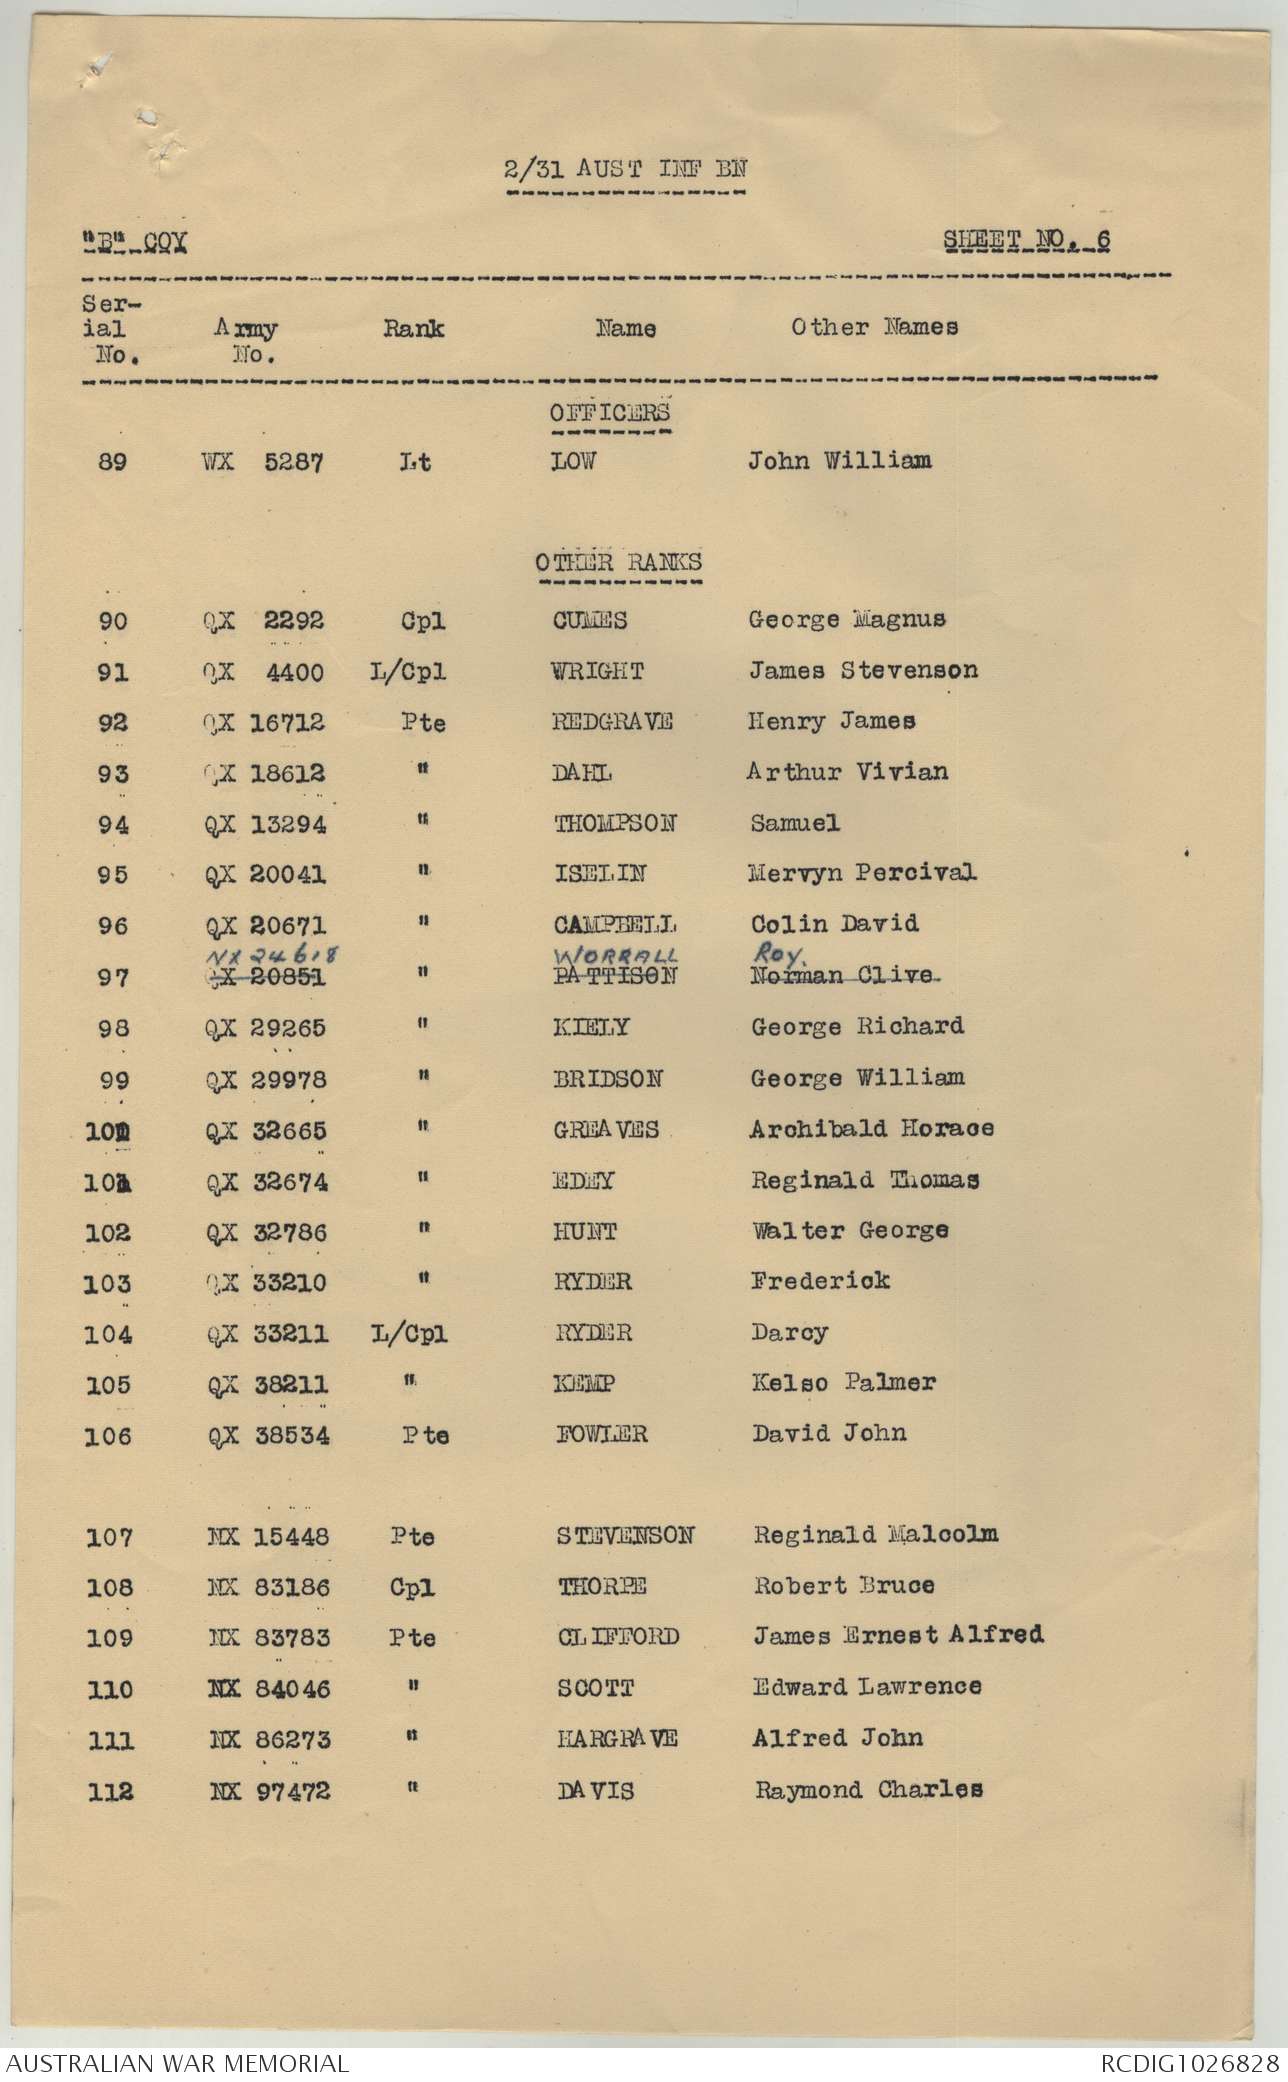 2/31 AUST INF BN
"B" COY SHEET NO. 6
Ser-
ial Army Rank Name Other Names
No. No.
OFFICERS
89 WX 5287 Lt LOW John William
OTHER RANKS
90 QX 2292 Cpl CUMES George Magnus
91 QX 4400 L/Cpl WRIGHT James Stevenson
92 QX 16712 Pte REDGRAVE Henry James
93 QX 18612 " DAHL Arthur Vivian
94 QX 13294 " THOMPSON Samuel
95 QX 20041 " ISELIN Mervyn Percival
96 QX 20671 " CAMPBELL Colin David
NX 24618 WORRALL Roy.
97 QX 20851 " PATTISON Norman Clive
98 QX 29265 " KIELY George Richard
99 QX 29978 " BRIDSON George William
100 QX 32665 " GREAVES Archibald Horace
101 QX 32674 " EDEY Reginald Thomas
102 QX 32786 " HUNT Walter George
103 QX 33210 " RYDER Frederick
104 QX 33211 L/Cpl RYDER Darcy
105 QX 38211 " KEMP Kelso Palmer
106 QX 38534 Pte FOWLER David John
107 NX 15448 Pte STEVENSON Reginald Malcolm
108 NX 83186 Cpl THORPE Robert Bruce
109 NX 83783 Pte CLIFFORD James Ernest Alfred
110 NX 84046 " SCOTT Edward Lawrence
111 NX 86273 " HARGRAVE Alfred John
112 NX 97472 " DAVIS Raymond Charles
AUSTRALIAN WAR MEMORIAL RCDIG1026828